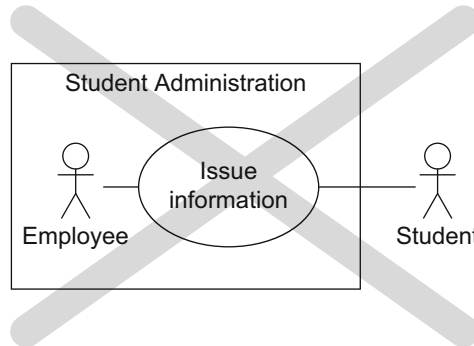 Student Administration
Issue
information
Employee
Student